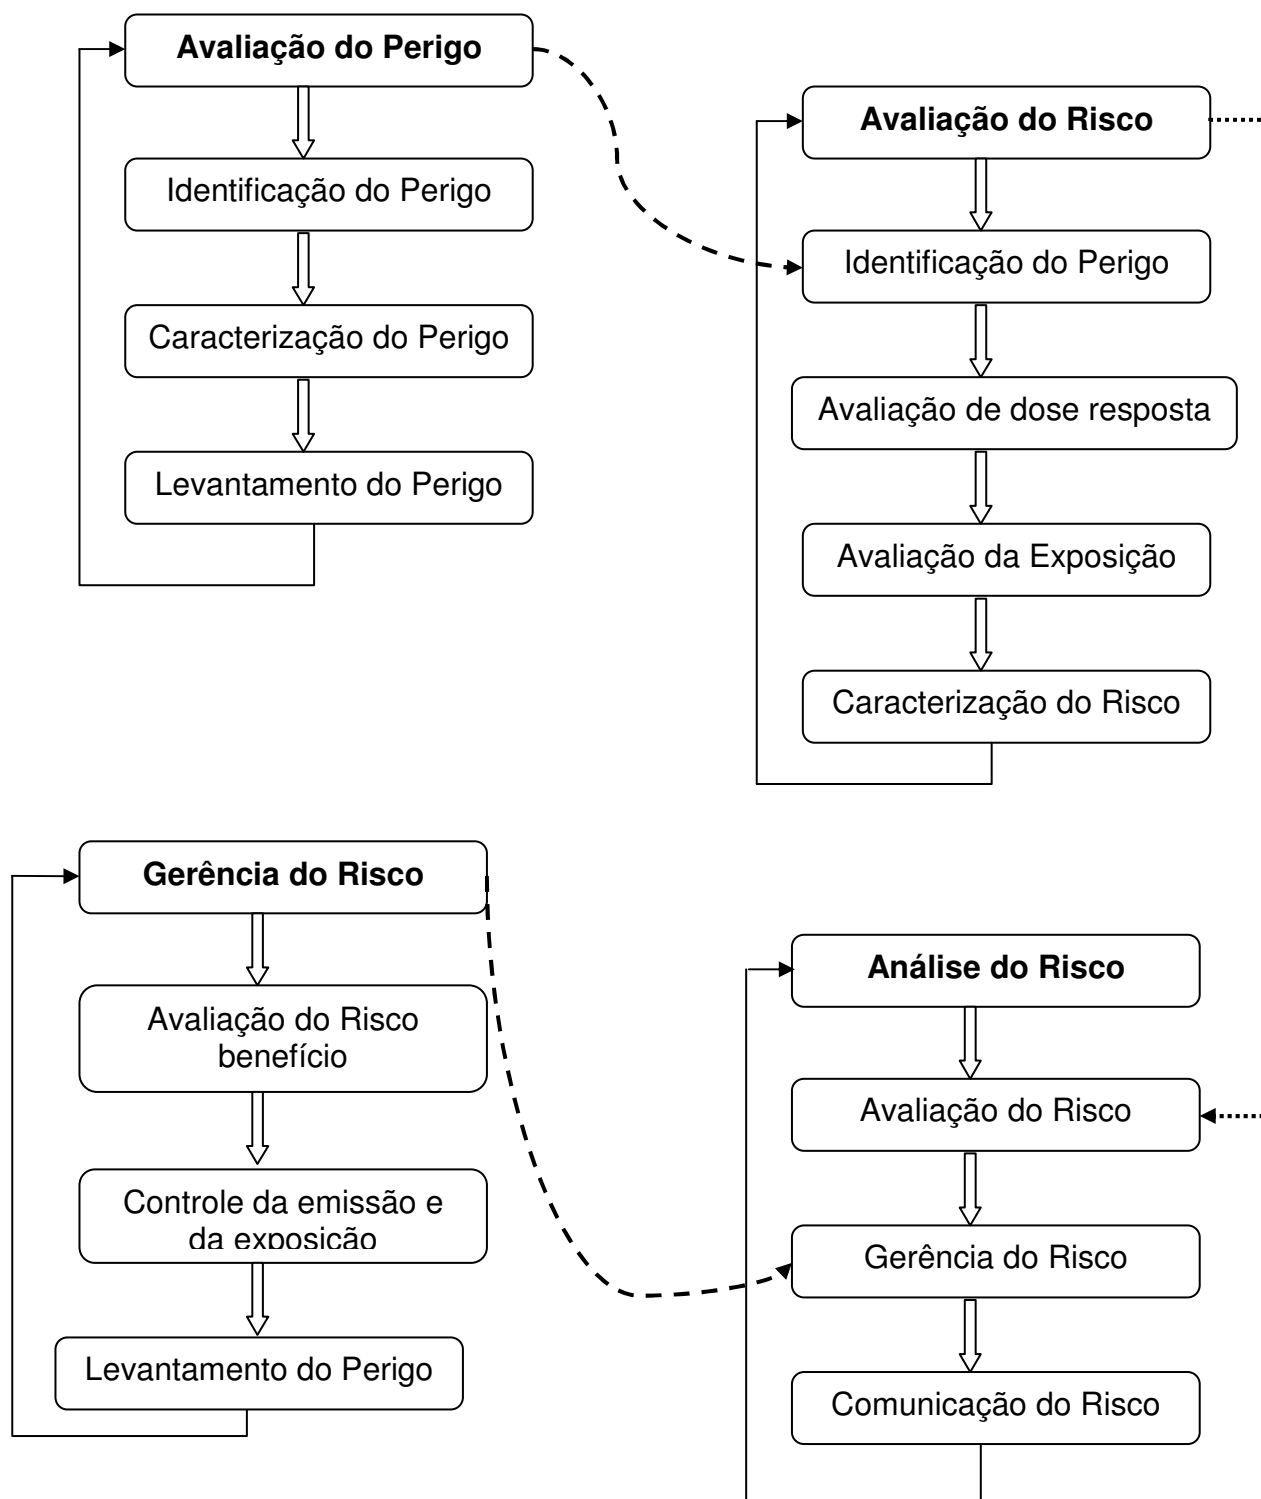 Avaliação do Perigo
Identificação do Perigo
Caracterização do Perigo
Levantamento do Perigo
Avaliação do Risco
Identificação do Perigo
Avaliação de dose resposta
Avaliação da Exposição
Caracterização do Risco
Gerência do Risco
Avaliação do Risco
benefício
Controle da emissão e
da exposição
Levantamento do Perigo
Análise do Risco
Avaliação do Risco
Gerência do Risco
Comunicação do Risco